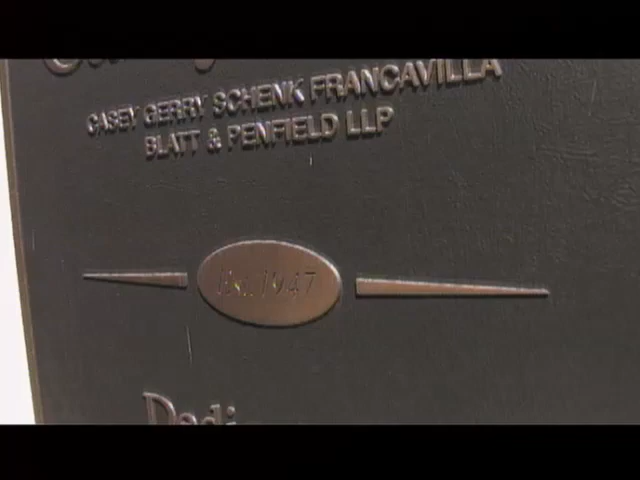 CASEY GERRY SCHENK FRANCAVILLA
BLATT & PENFIELD LLP
Est. 1947